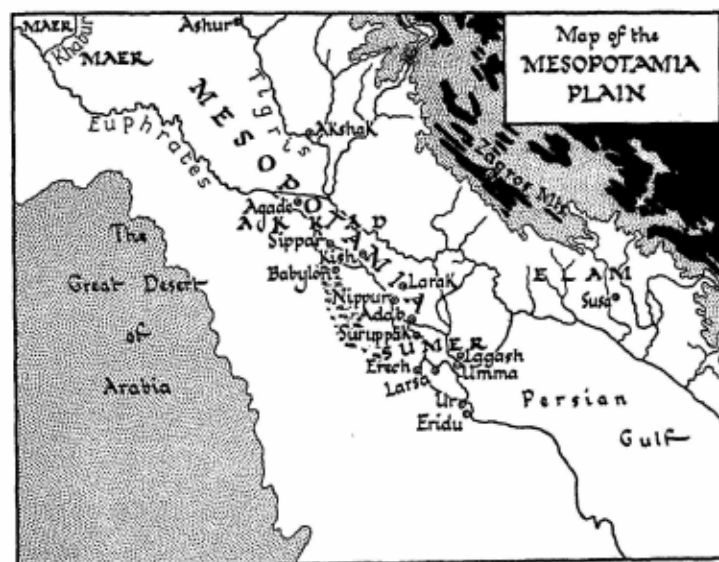 Map of the
MESOPOTAMIA
PLAIN
MAER
Khabur
MAER
Ashur
Tigris
MESOPOTAMIA
Euphrates
Akshak
Zagros Mts
Agade
AKKAD
The
Great Desert
of
Arabia
Sippar
Kish
Babylon
Larak
Nippur
Adab
Suruppak
SUMER
Erech
Larsa
Lagash
Umma
Ur
Eridu
ELAM
Susa
Persian
Gulf